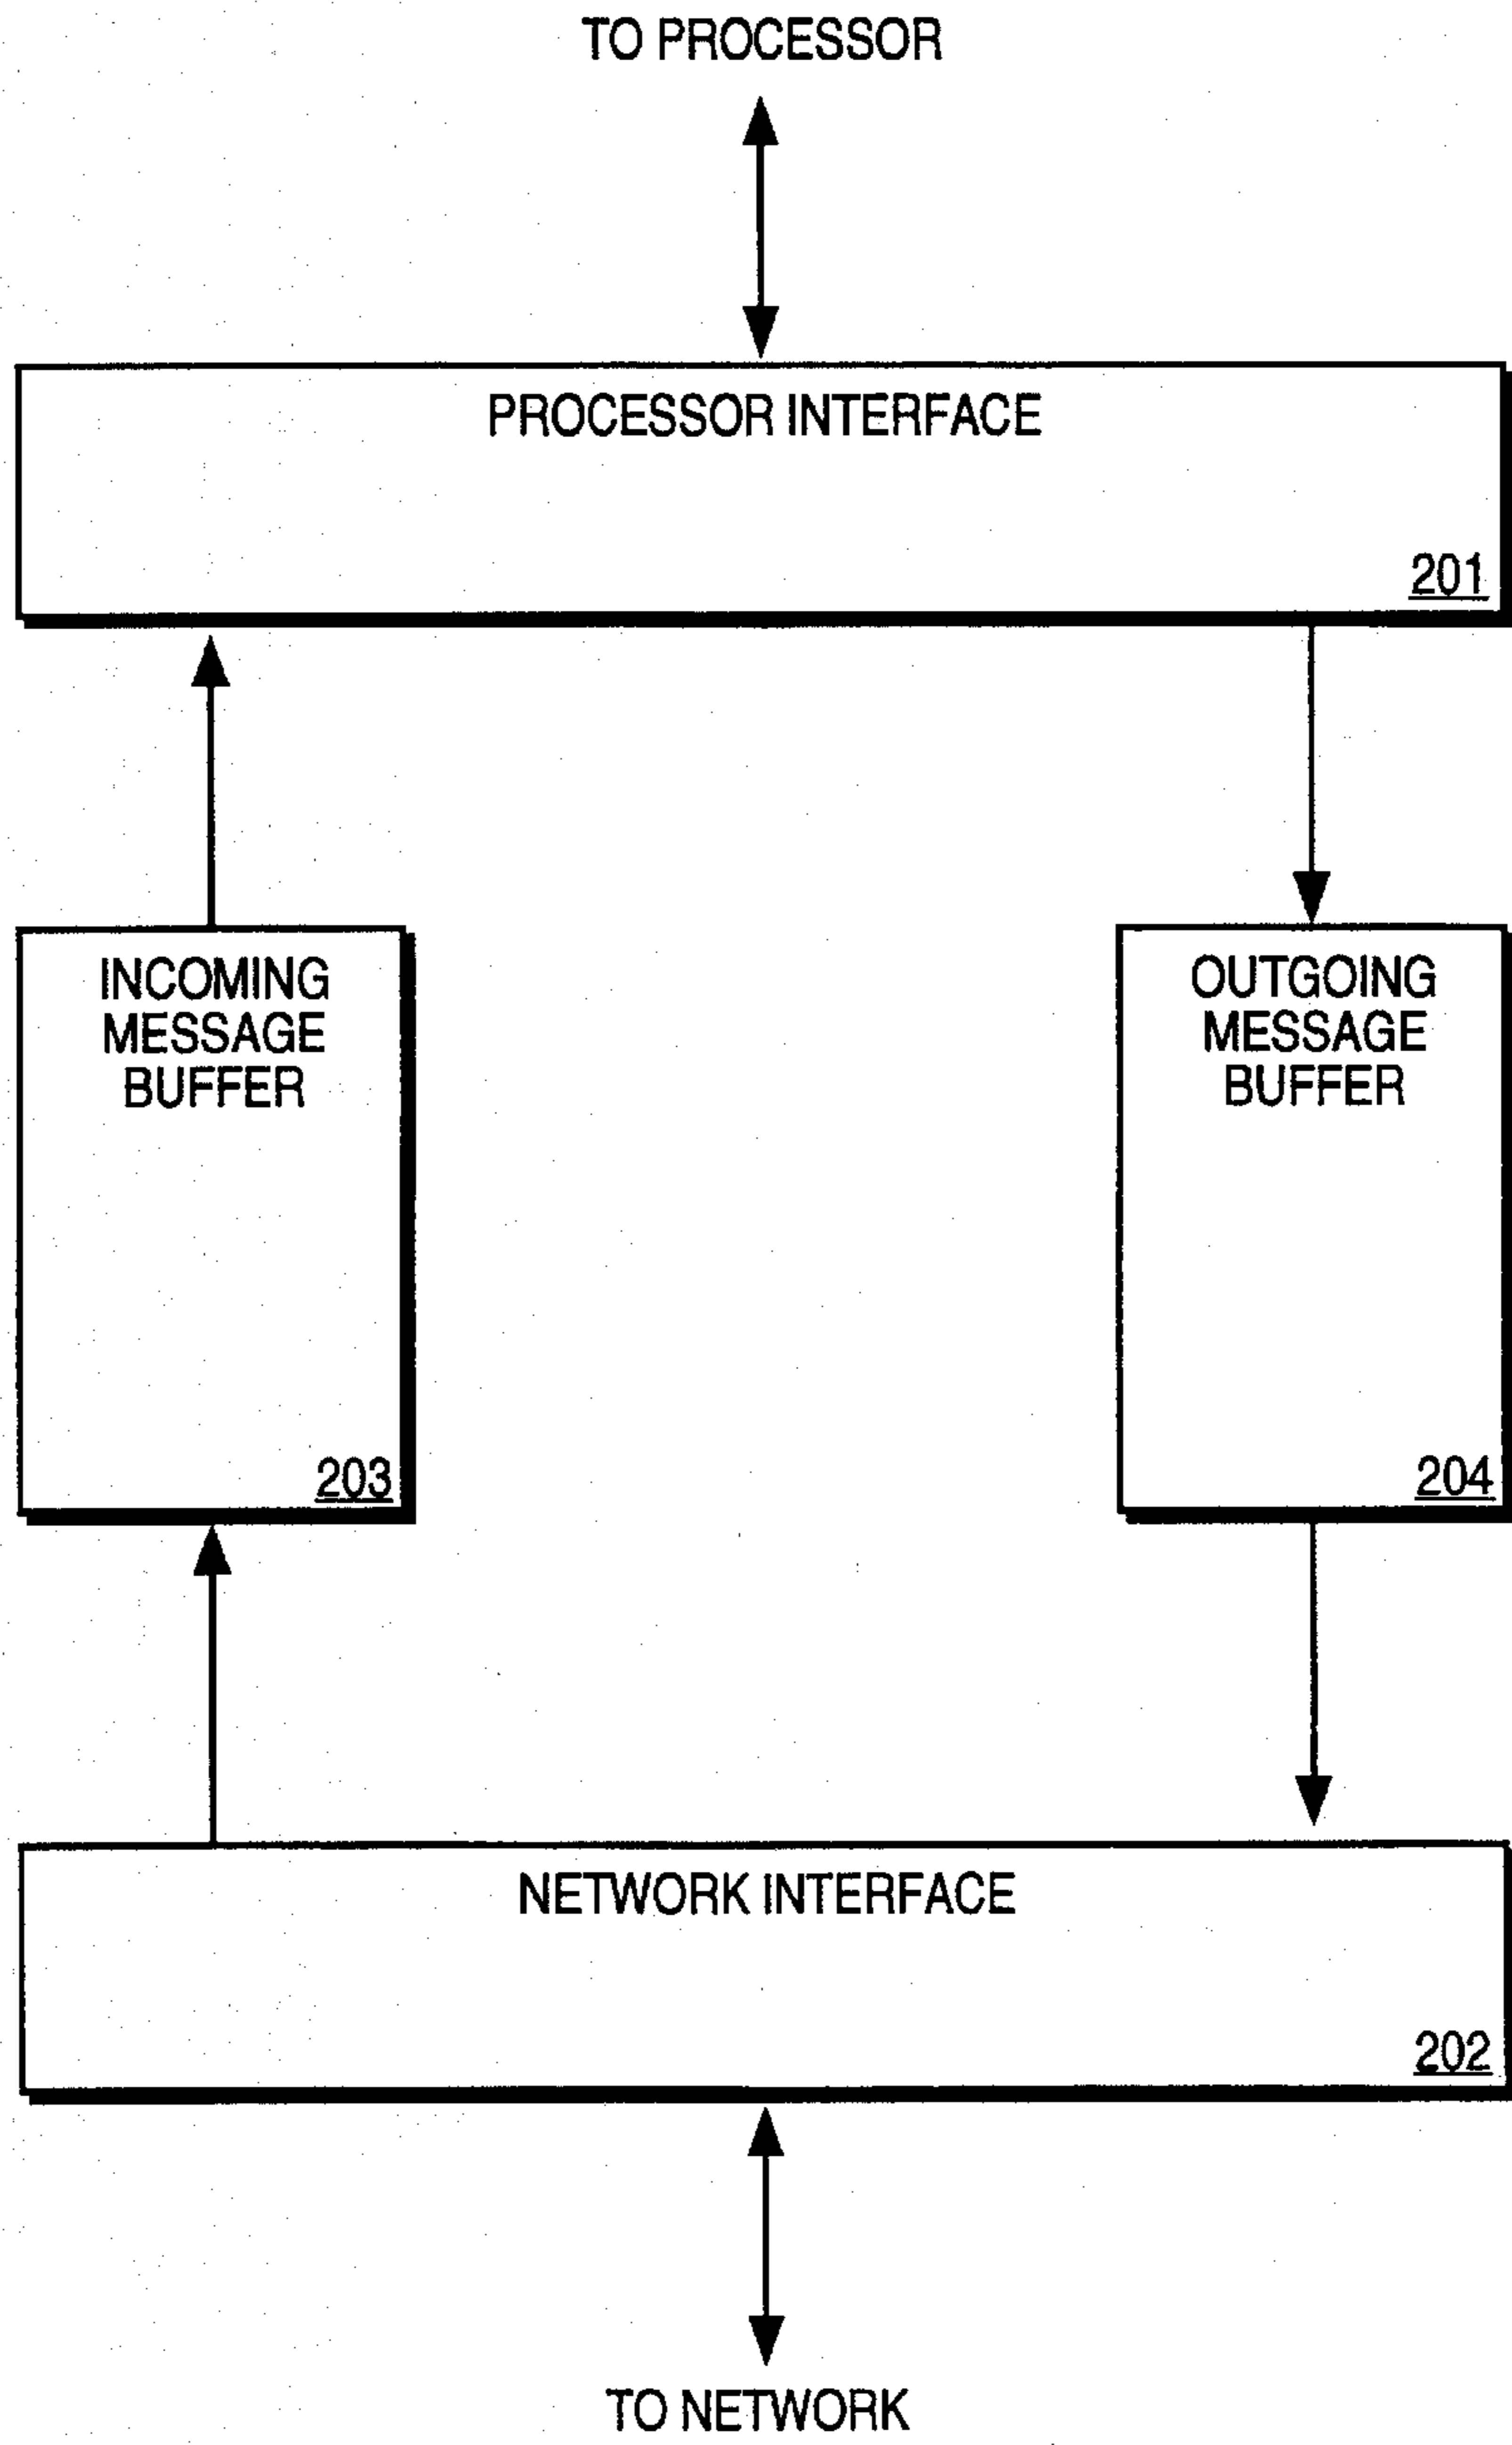 TO PROCESSOR
PROCESSOR INTERFACE
201
INCOMING
MESSAGE
BUFFER
203
OUTGOING
MESSAGE
BUFFER
204
NETWORK INTERFACE
202
TO NETWORK